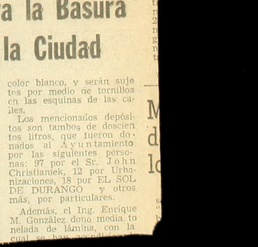 a la Basura
la Ciudad
color blanco, y serán suje
tos por medio de tornillos
en las esquinas de las ca-
lles.
Los mencionados depósi-
tos son tambos de doscien
tos litros, que fueron do-
nados al Ayuntamiento
por las siguientes perso-
nas: 97 por el Sr. John
Christianiek, 12 por Urba-
nizaciones, 18 por EL SOL
DE DURANGO y otros
más, por particulares.
Además, el Ing. Enrique
M. González donó media to
nelada de lámina, con la
M
d
lo